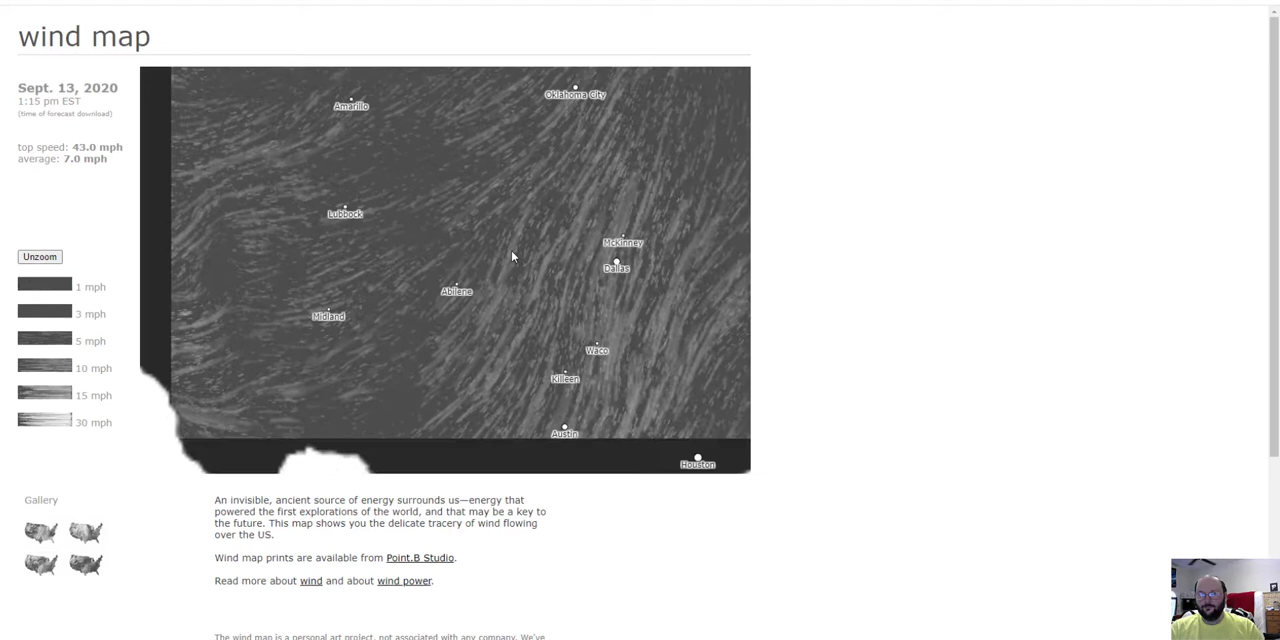 wind map
Sept. 13, 2020
1:15 pm EST
(time of forecast download)
top speed: 43.0 mph
average: 7.0 mph
Unzoom
1 mph
3 mph
5 mph
10 mph
15 mph
30 mph
Oklahoma City
Amarillo
Lubbock
McKinney
Dallas
Abilene
Midland
Waco
Killeen
Austin
Houston
Gallery
An invisible, ancient source of energy surrounds us—energy that
powered the first explorations of the world, and that may be a key to
the future. This map shows you the delicate tracery of wind flowing
over the US.
Wind map prints are available from Point.B Studio.
Read more about wind and about wind power.
The wind map is a personal art project, not associated with any company. We've